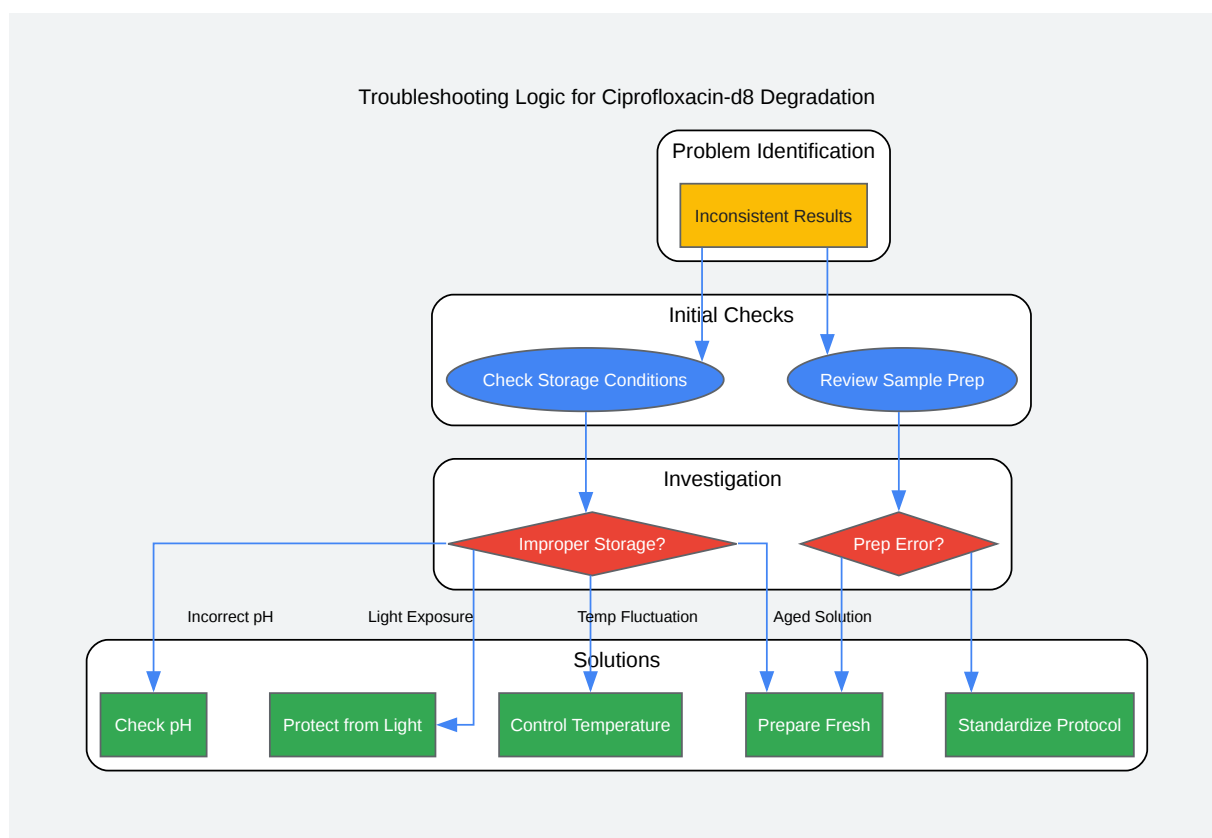 Troubleshooting Logic for Ciprofloxacin-d8 Degradation
Problem Identification
Inconsistent Results
Initial Checks
Check Storage Conditions
Review Sample Prep
Investigation
Improper Storage?
Prep Error?
Incorrect pH
Light Exposure
Temp Fluctuation
Aged Solution
Solutions
Check pH
Protect from Light
Control Temperature
Prepare Fresh
Standardize Protocol